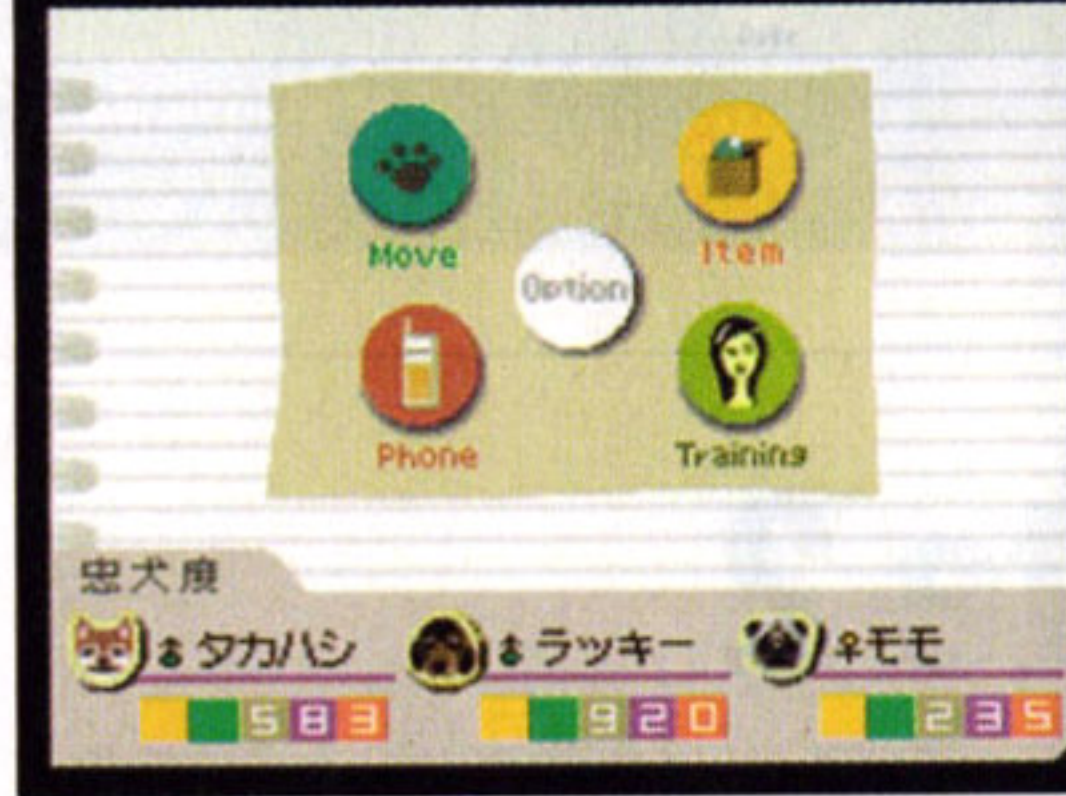 Move
Item
Option
Phone
Training
忠犬度
♂タカハシ
583
♂ラッキー
920
♀モモ
235